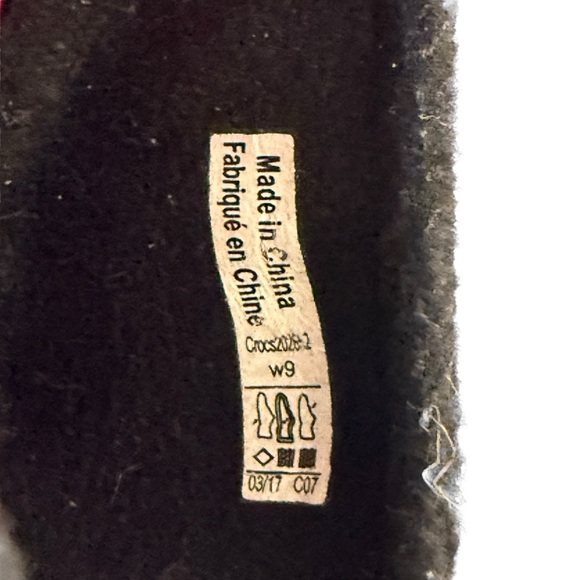 Made in China
Fabriqué en Chine
w9
03/17 C07